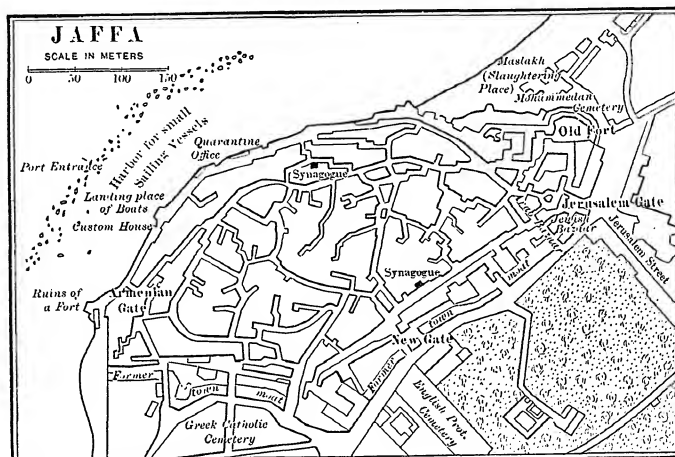 JAFFA
SCALE IN METERS
0 50 100 150
Maslakh
(Slaughtering
Place)
Mohammedan
Cemetery
Old Fort
Harbor for small
Sailing Vessels
Quarantine
Office
Port Entrance
Synagogue
Landing place
of Boats
Jerusalem Gate
Custom House
Jewish
Bazaar
Jerusalem Street
Synagogue
Ruins of
a Fort
Armenian
Gate
town moat
New Gate
Former
Former
town moat
English Prot.
Cemetery
Greek Catholic
Cemetery